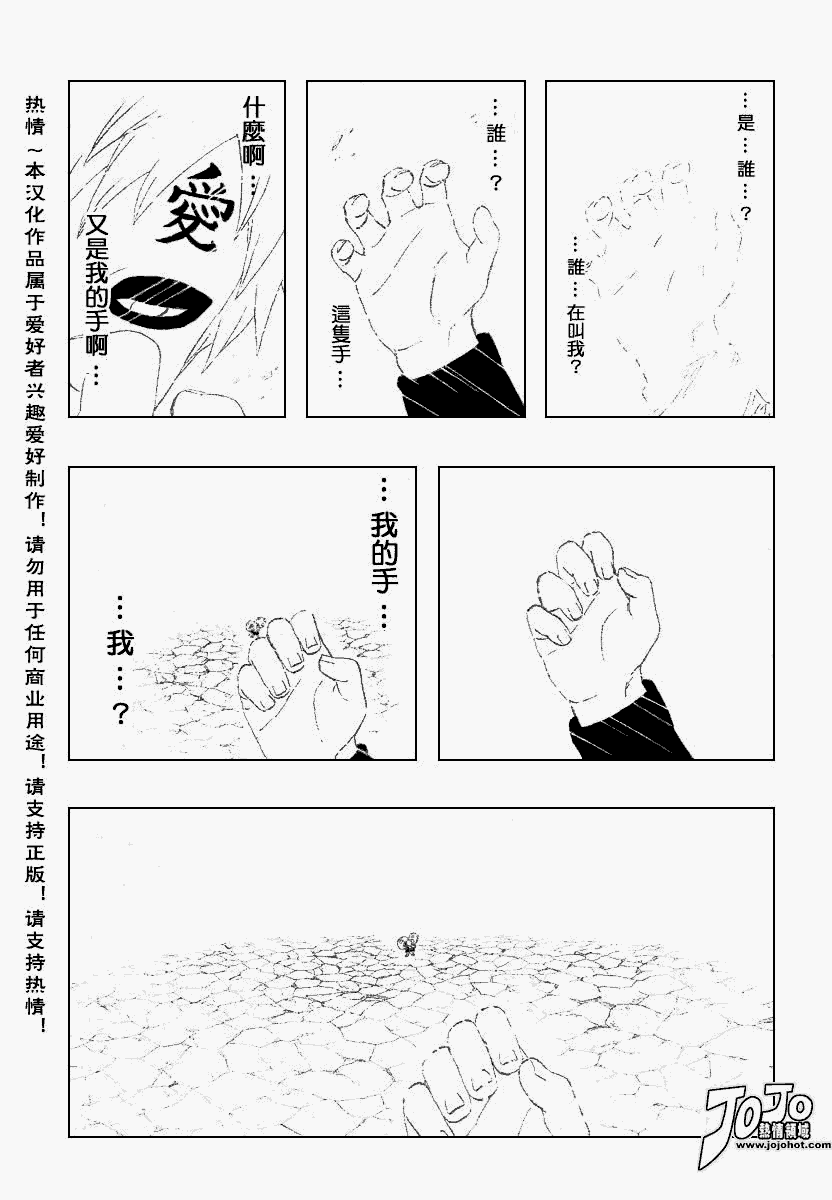 …是…誰…?
…誰…在叫我?
…誰…?
這隻手…
什麼啊…
愛
又是我的手啊…
…我的手…
…我…?
热情~本汉化作品属于爱好者兴趣爱好制作!请勿用于任何商业用途!请支持正版!请支持热情!
JOJO
熱情領域
www.jojohot.com